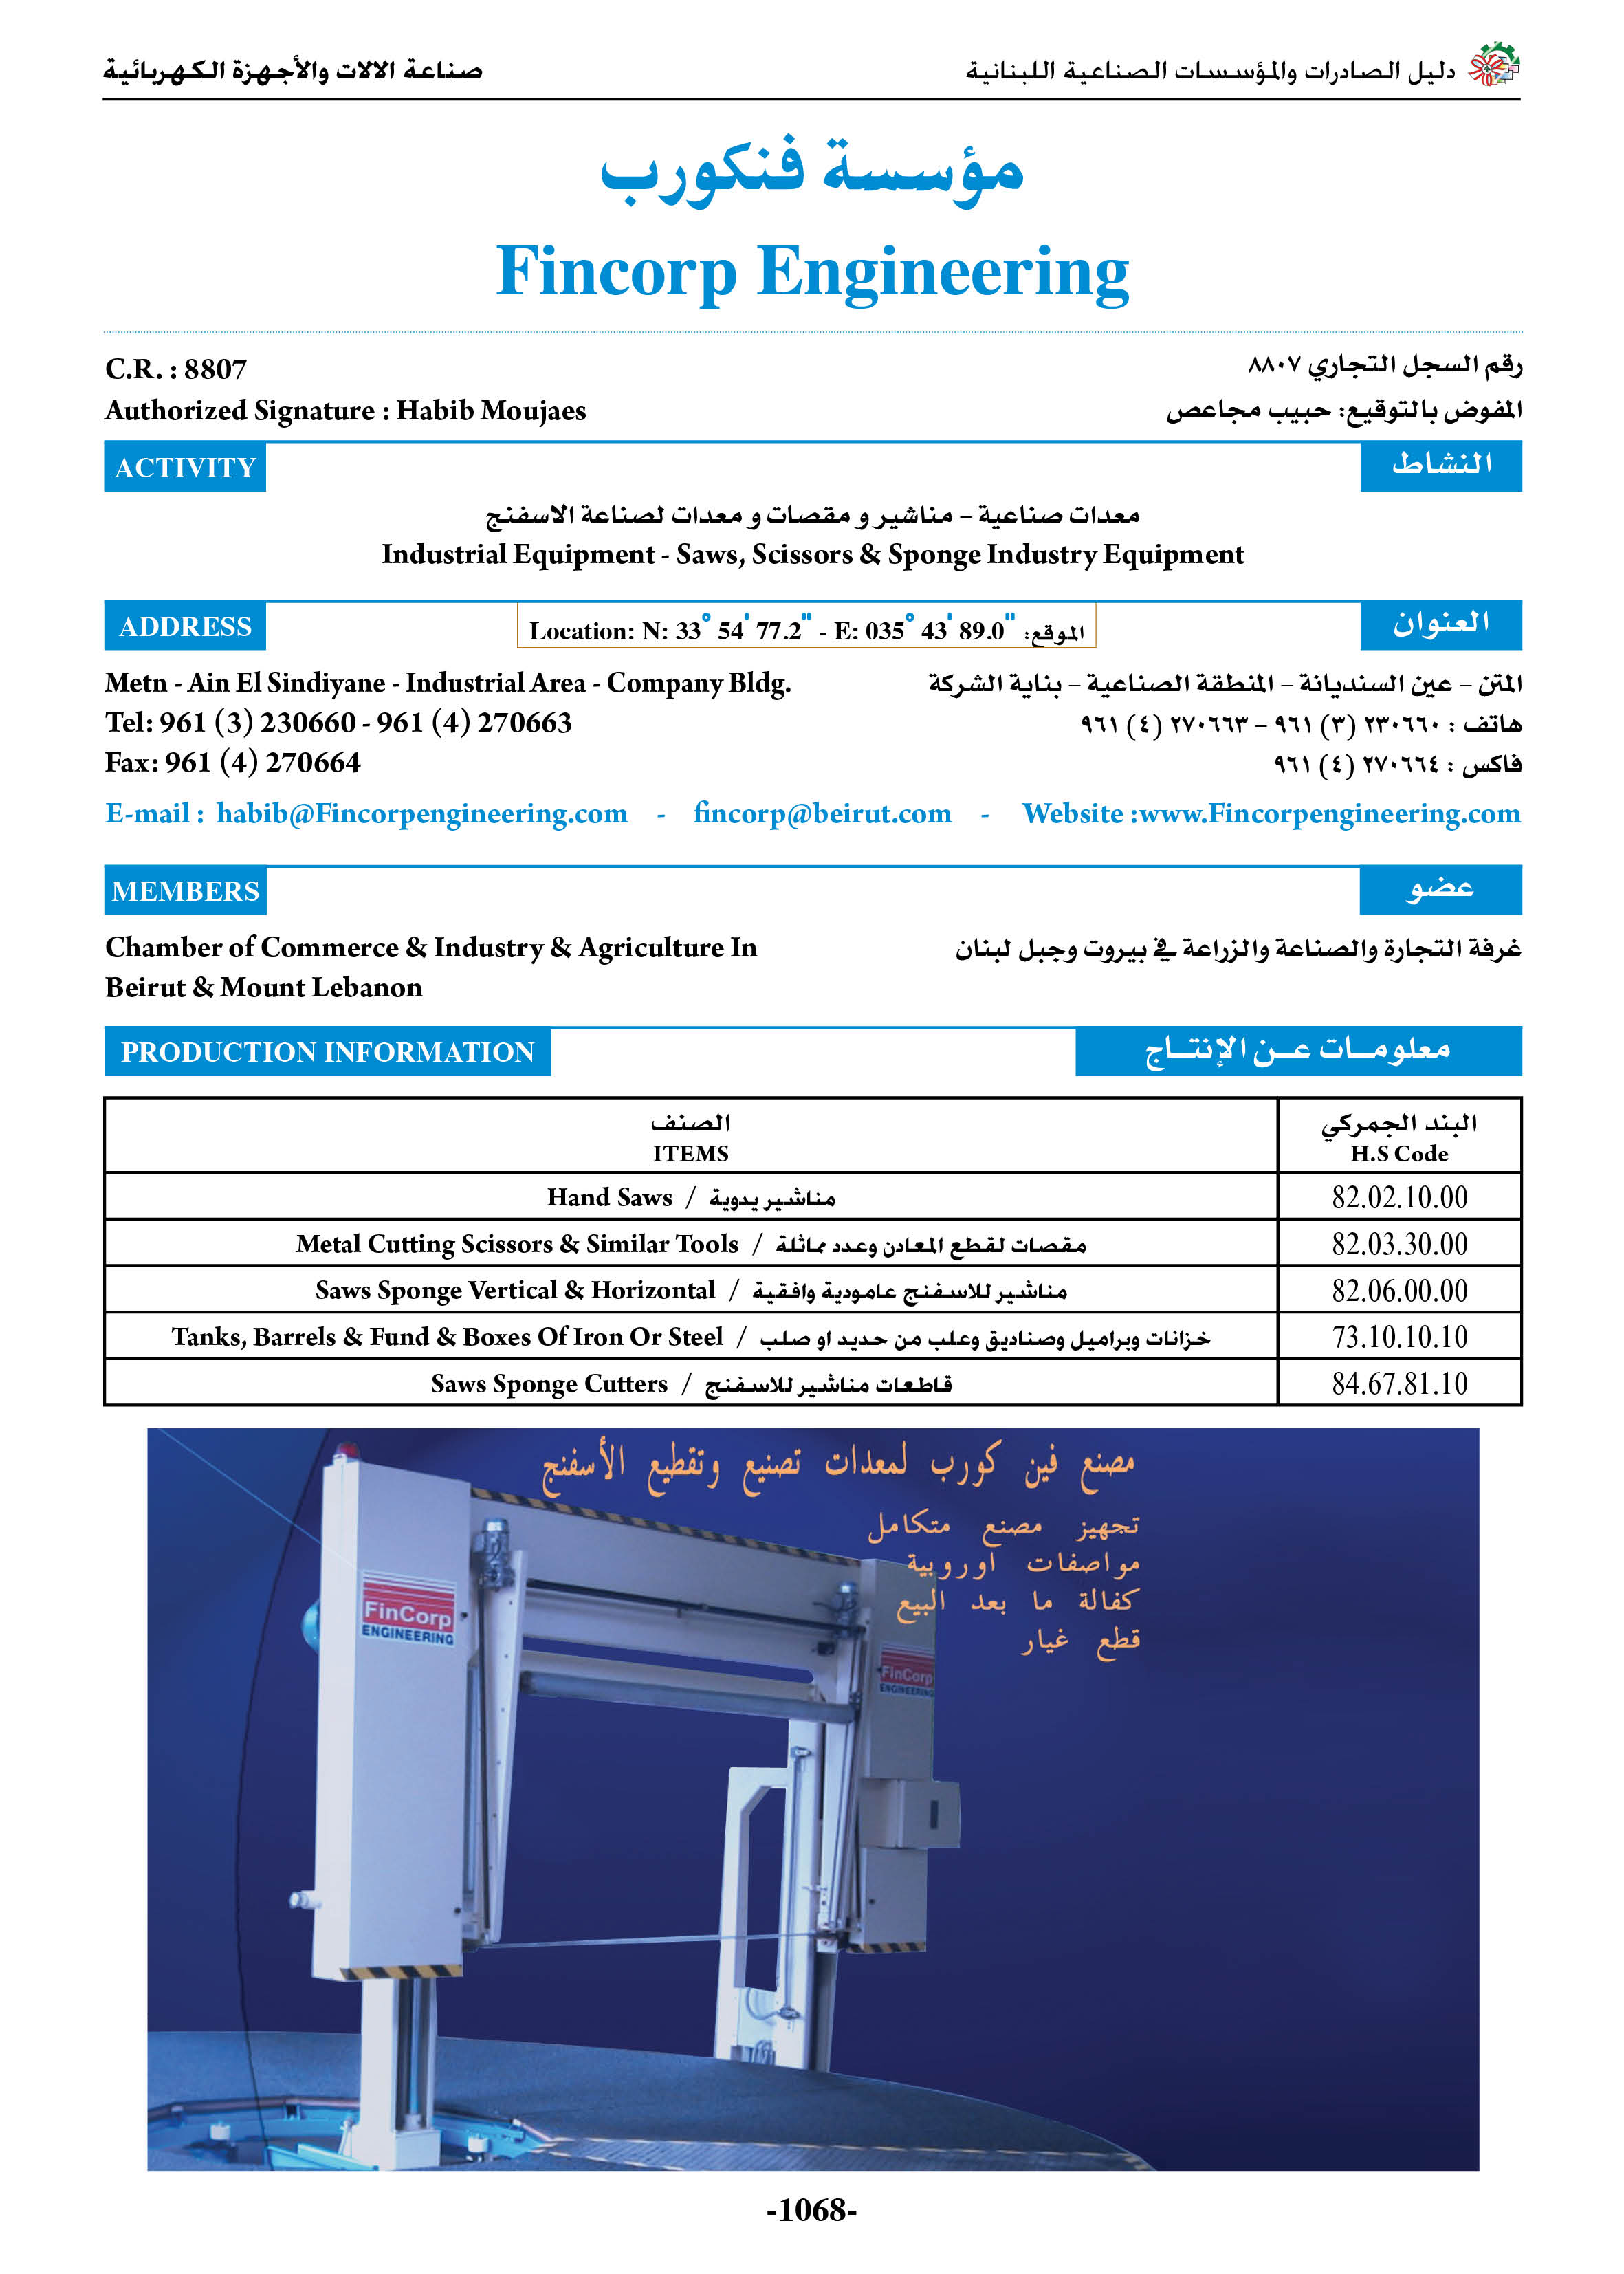 دليل الصادرات والمؤسسات الصناعية اللبنانية
صناعة الالات والأجهزة الكهربائية
مؤسسة فنكورب
Fincorp Engineering
C.R. : 8807
رقم السجل التجاري ٨٨٠٧
Authorized Signature : Habib Moujaes
المفوض بالتوقيع: حبيب مجاعص
ACTIVITY
النشاط
معدات صناعية – مناشير و مقصات و معدات لصناعة الاسفنج
Industrial Equipment - Saws, Scissors & Sponge Industry Equipment
ADDRESS
Location: N: 33° 54' 77.2" - E: 035° 43' 89.0" الموقع:
العنوان
Metn - Ain El Sindiyane - Industrial Area - Company Bldg.
المتن – عين السنديانة – المنطقة الصناعية – بناية الشركة
Tel: 961 (3) 230660 - 961 (4) 270663
هاتف : ٢٣٠٦٦٠ (٣) ٩٦١ – ٢٧٠٦٦٣ (٤) ٩٦١
Fax: 961 (4) 270664
فاكس : ٢٧٠٦٦٤ (٤) ٩٦١
E-mail : habib@Fincorpengineering.com - fincorp@beirut.com - Website :www.Fincorpengineering.com
MEMBERS
عضو
Chamber of Commerce & Industry & Agriculture In
Beirut & Mount Lebanon
غرفة التجارة والصناعة والزراعة في بيروت وجبل لبنان
PRODUCTION INFORMATION
معلومــات عــن الإنتــاج
الصنف
ITEMS
البند الجمركي
H.S Code
Hand Saws / مناشير يدوية
82.02.10.00
Metal Cutting Scissors & Similar Tools / مقصات لقطع المعادن وعدد مماثلة
82.03.30.00
Saws Sponge Vertical & Horizontal / مناشير للاسفنج عامودية وافقية
82.06.00.00
Tanks, Barrels & Fund & Boxes Of Iron Or Steel / خزانات وبراميل وصناديق وعلب من حديد او صلب
73.10.10.10
Saws Sponge Cutters / قاطعات مناشير للاسفنج
84.67.81.10
مصنع فين كورب لمعدات تصنيع وتقطيع الأسفنج
تجهيز مصنع متكامل
مواصفات اوروبية
كفالة ما بعد البيع
قطع غيار
FinCorp
ENGINEERING
FinCorp
ENGINEERING
-1068-